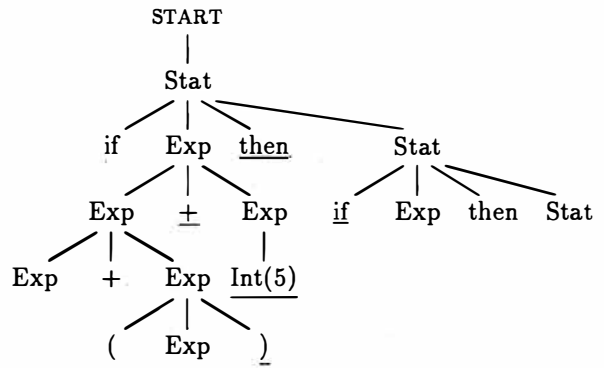 START
Stat
if Exp then Stat
Exp + Exp if Exp then Stat
Exp + Exp Int(5)
( Exp )